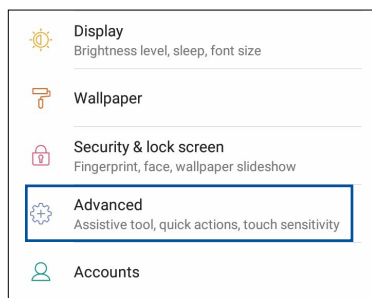 Display
Brightness level, sleep, font size
Wallpaper
Security & lock screen
Fingerprint, face, wallpaper slideshow
Advanced
Assistive tool, quick actions, touch sensitivity
Accounts